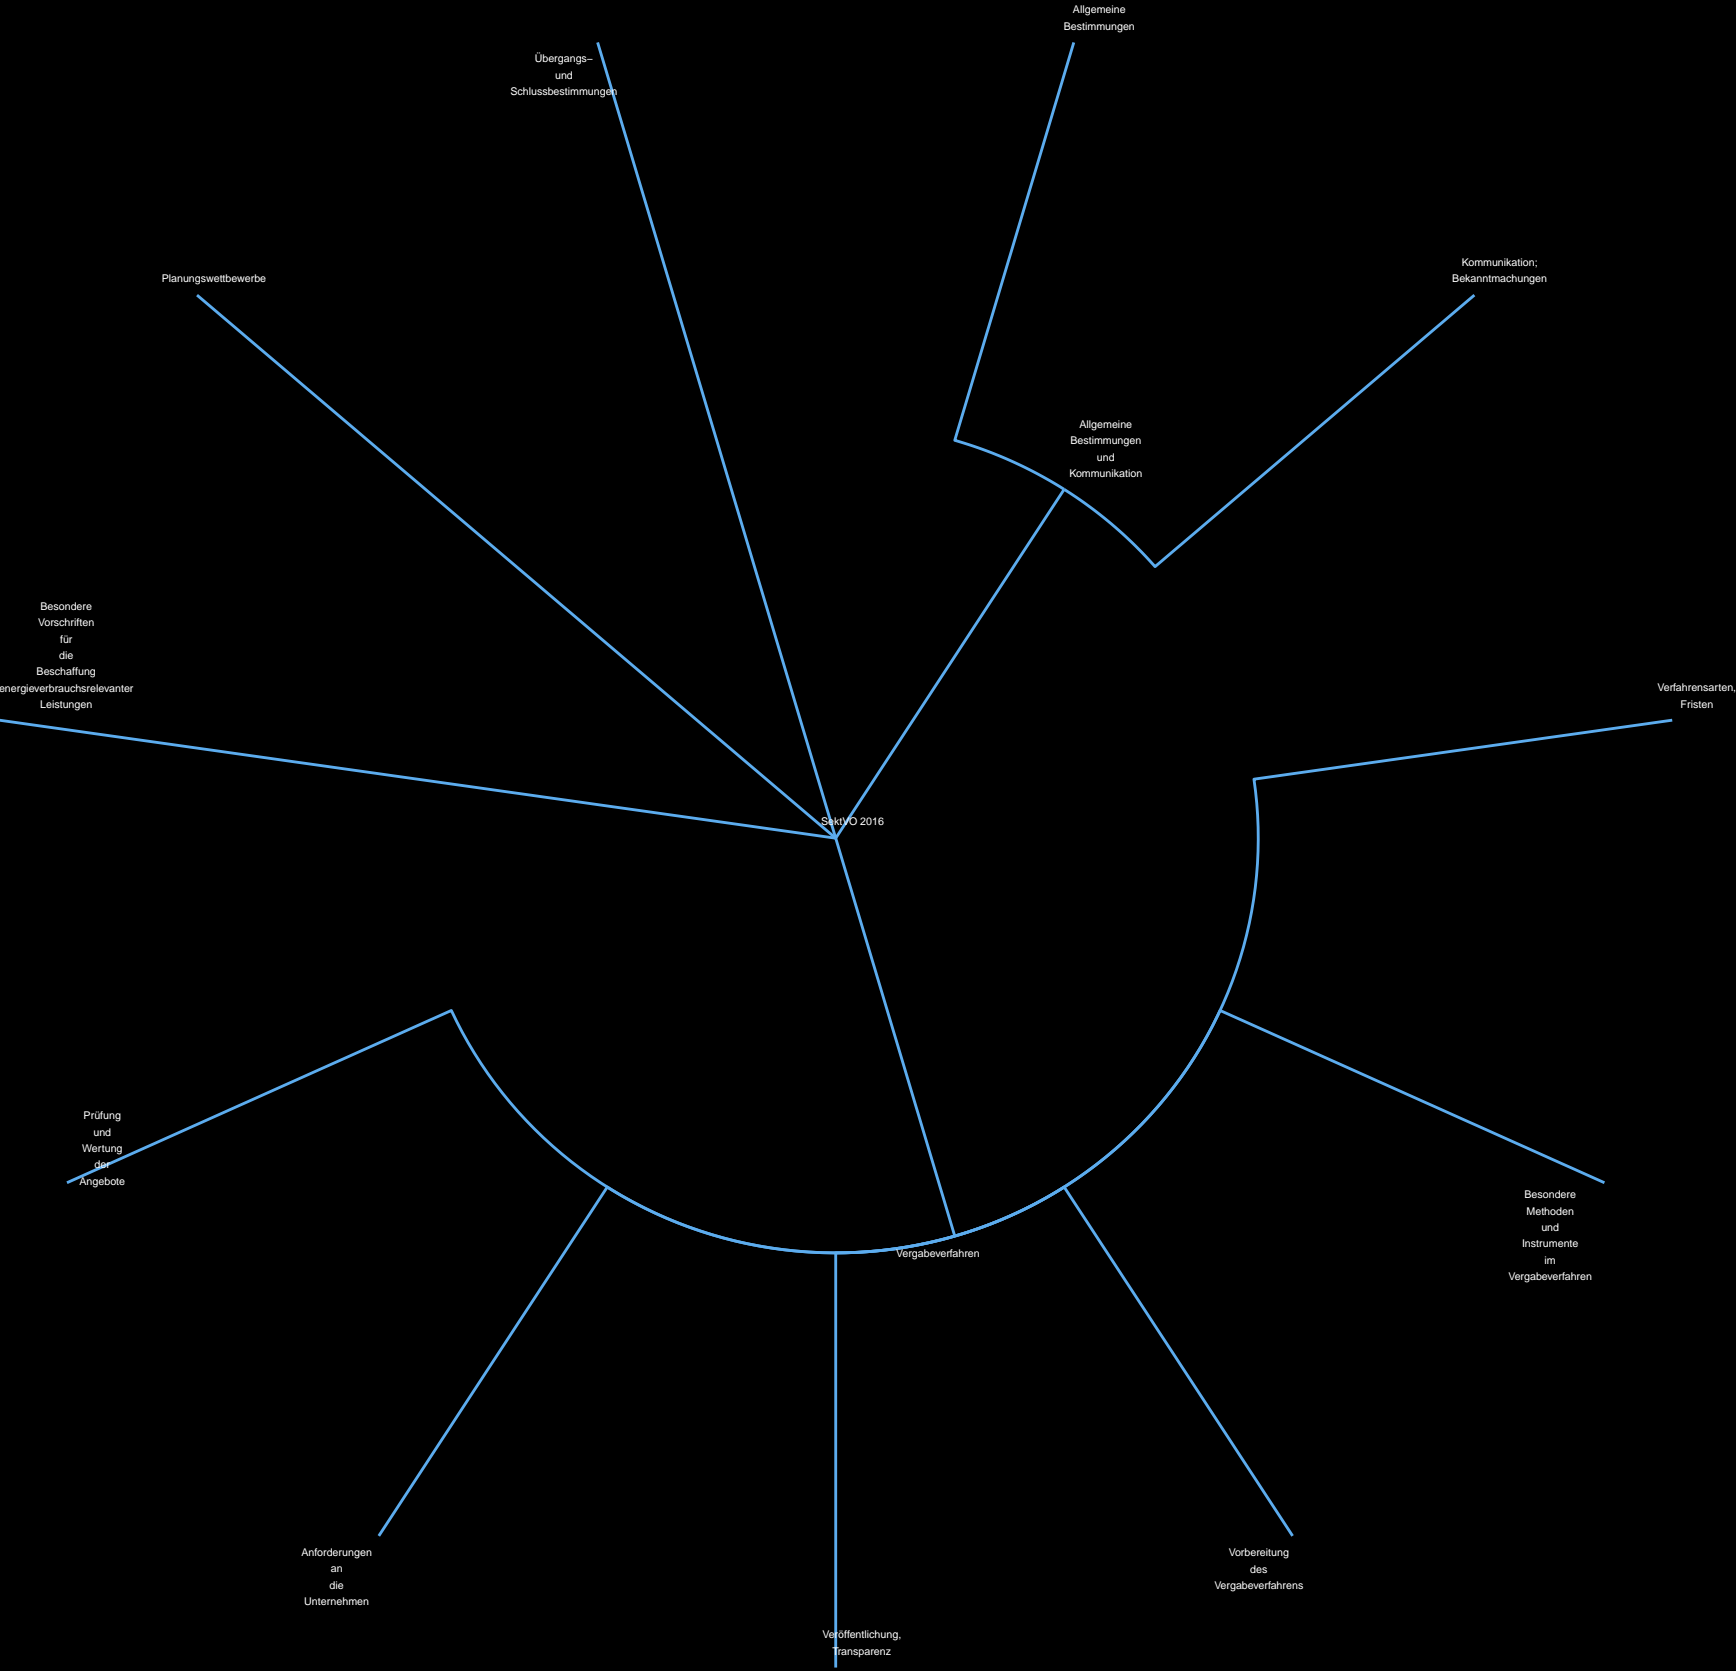 Allgemeine
Bestimmungen
Übergangs–
und
Schlussbestimmungen
Kommunikation;
Bekanntmachungen
Planungswettbewerbe
Allgemeine
Bestimmungen
und
Kommunikation
Besondere
Vorschriften
für
die
Beschaffung
energieverbrauchsrelevanter
Leistungen
Verfahrensarten,
Fristen
SektVO 2016
Prüfung
und
Wertung
der
Angebote
Besondere
Methoden
und
Instrumente
im
Vergabeverfahren
Vergabeverfahren
Anforderungen
an
die
Unternehmen
Vorbereitung
des
Vergabeverfahrens
Veröffentlichung,
Transparenz